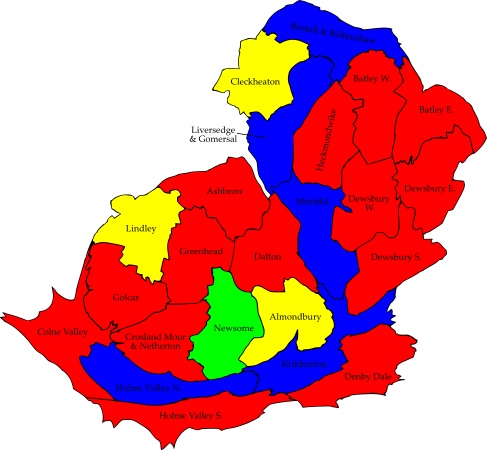 Birstall & Birkenshaw
Cleckheaton
Batley W.
Batley E.
Liversedge
& Gomersal
Heckmondwike
Ashbrow
Mirfield
Dewsbury
W.
Dewsbury E.
Lindley
Greenhead
Dalton
Dewsbury S.
Golcar
Colne Valley
Crosland Moor
& Netherton
Newsome
Almondbury
Kirkburton
Holme Valley N.
Denby Dale
Holme Valley S.